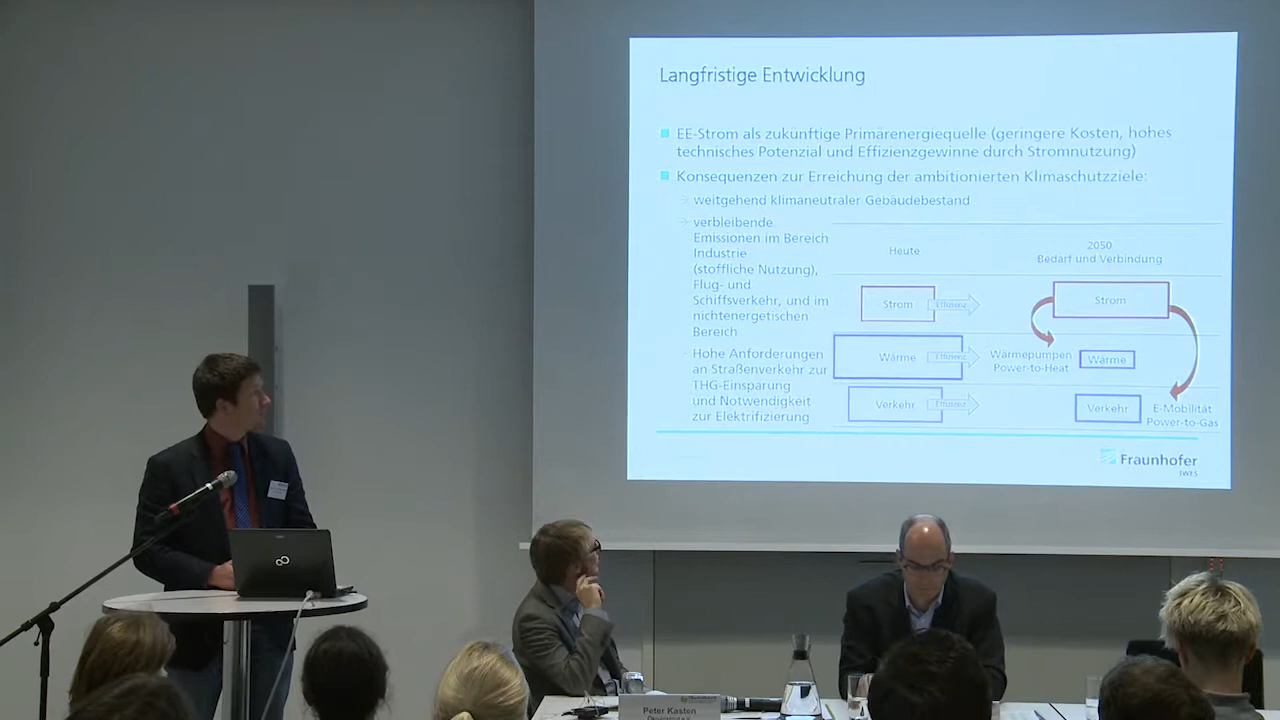 Langfristige Entwicklung
EE-Strom als zukünftige Primärenergiequelle (geringere Kosten, hohes
technisches Potenzial und Effizienzgewinne durch Stromnutzung)
Konsequenzen zur Erreichung der ambitionierten Klimaschutzziele:
weitgehend klimaneutraler Gebäudebestand
verbleibende
Emissionen im Bereich
Industrie
(stoffliche Nutzung),
Flug- und
Schiffsverkehr, und im
nichtenergetischen
Bereich
Hohe Anforderungen
an Straßenverkehr zur
THG-Einsparung
und Notwendigkeit
zur Elektrifizierung
Heute
2050
Bedarf und Verbindung
Strom
Effizienz
Strom
Wärme
Effizienz
Wärmepumpen
Power-to-Heat
Wärme
Verkehr
Effizienz
Verkehr
E-Mobilität
Power-to-Gas
Fraunhofer
IWES
Peter Kasten